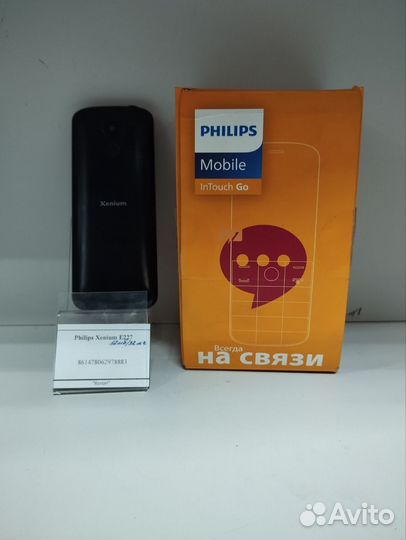 PHILIPS
Mobile
InTouch Go
Xenium
Philips Xenium E227
861478062978883
Всегда
на связи
Avito